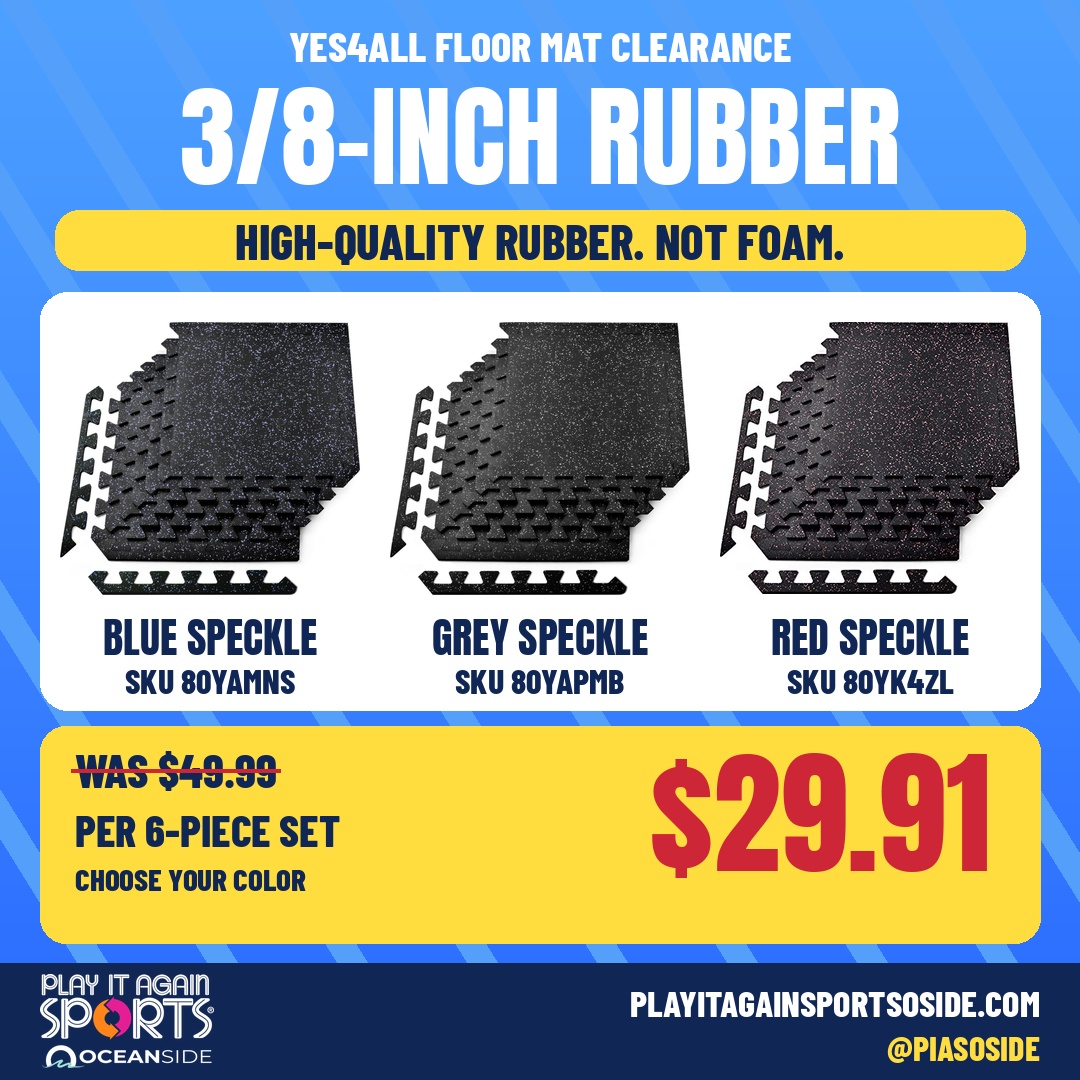 YES4ALL FLOOR MAT CLEARANCE
3/8-INCH RUBBER
HIGH-QUALITY RUBBER. NOT FOAM.
BLUE SPECKLE
SKU 80YAMNS
GREY SPECKLE
SKU 80YAPMB
RED SPECKLE
SKU 80YK4ZL
WAS $49.99
PER 6-PIECE SET
CHOOSE YOUR COLOR
$29.91
PLAY IT AGAIN
SPORTS®
OCEANSIDE
PLAYITAGAINSPORTSOSIDE.COM
@PIASOSIDE